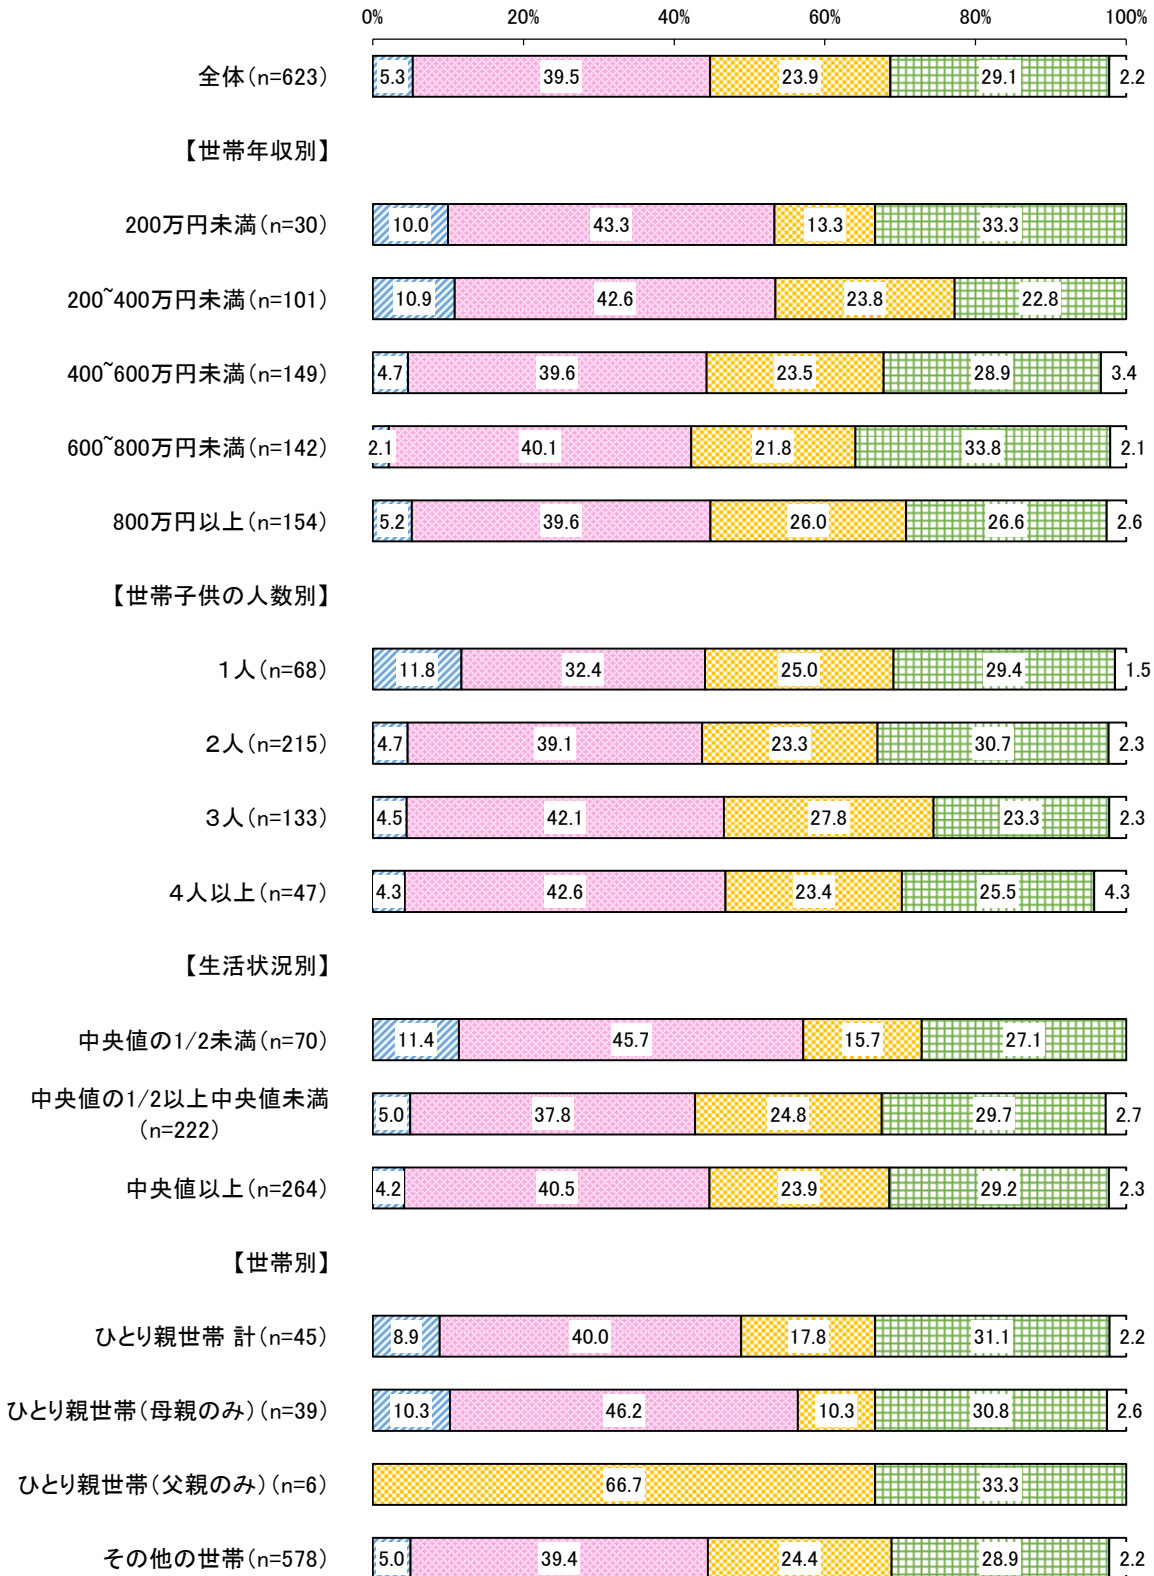 0% 20% 40% 60% 80% 100%
全体(n=623) 5.3 39.5 23.9 29.1 2.2
【世帯年収別】
200万円未満(n=30) 10.0 43.3 13.3 33.3
200~400万円未満(n=101) 10.9 42.6 23.8 22.8
400~600万円未満(n=149) 4.7 39.6 23.5 28.9 3.4
600~800万円未満(n=142) 2.1 40.1 21.8 33.8 2.1
800万円以上(n=154) 5.2 39.6 26.0 26.6 2.6
【世帯子供の人数別】
1人(n=68) 11.8 32.4 25.0 29.4 1.5
2人(n=215) 4.7 39.1 23.3 30.7 2.3
3人(n=133) 4.5 42.1 27.8 23.3 2.3
4人以上(n=47) 4.3 42.6 23.4 25.5 4.3
【生活状況別】
中央値の1/2未満(n=70) 11.4 45.7 15.7 27.1
中央値の1/2以上中央値未満
(n=222) 5.0 37.8 24.8 29.7 2.7
中央値以上(n=264) 4.2 40.5 23.9 29.2 2.3
【世帯別】
ひとり親世帯 計(n=45) 8.9 40.0 17.8 31.1 2.2
ひとり親世帯(母親のみ)(n=39) 10.3 46.2 10.3 30.8 2.6
ひとり親世帯(父親のみ)(n=6) 66.7 33.3
その他の世帯(n=578) 5.0 39.4 24.4 28.9 2.2